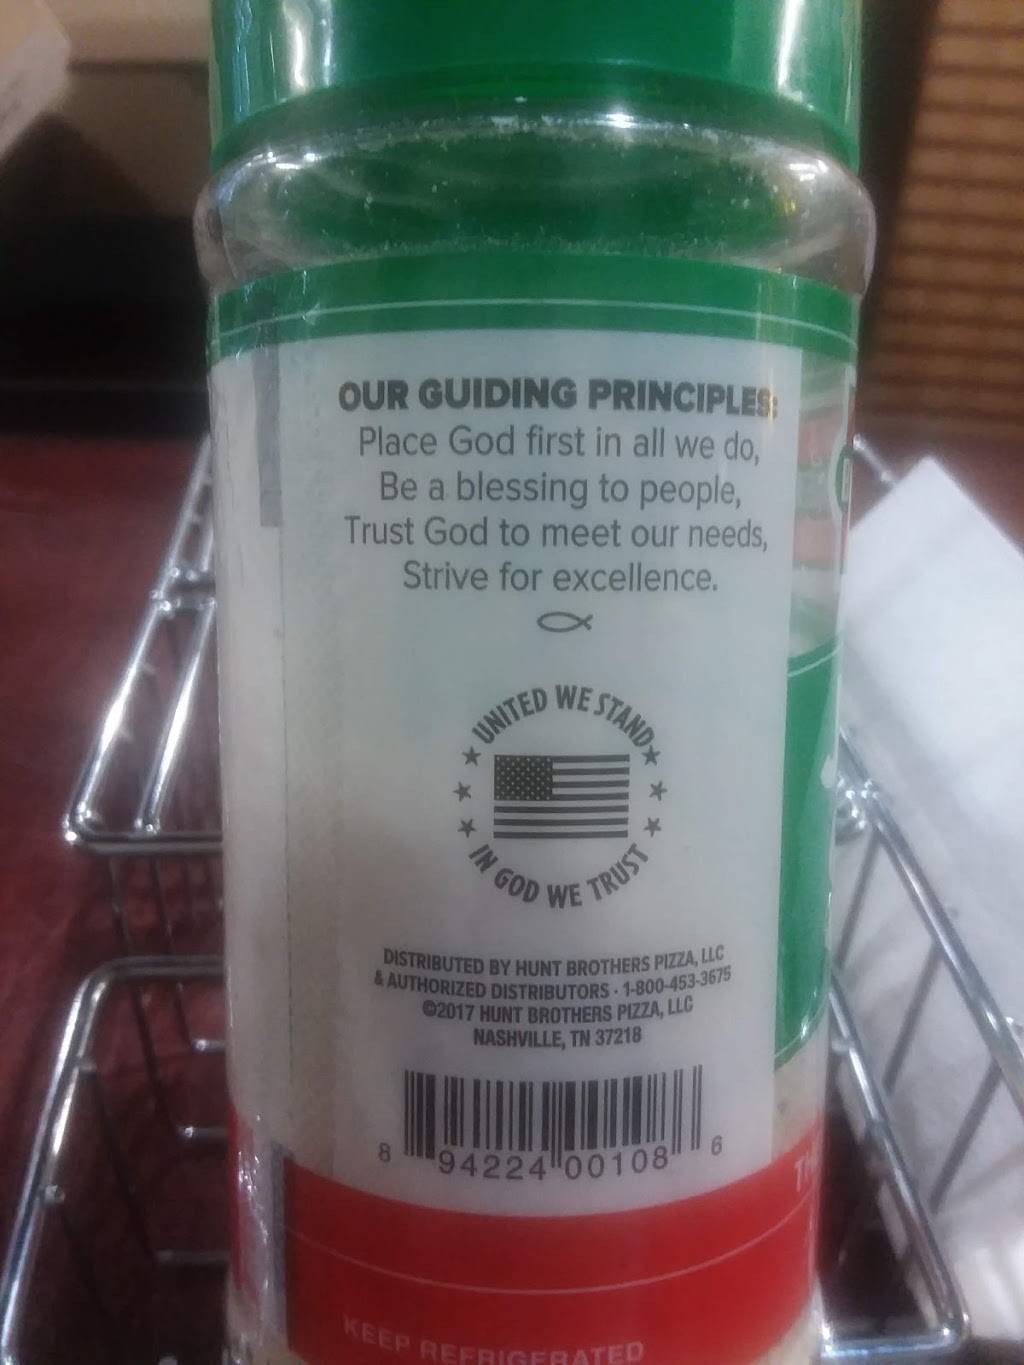 OUR GUIDING PRINCIPLES:
Place God first in all we do,
Be a blessing to people,
Trust God to meet our needs,
Strive for excellence.
UNITED WE STAND
IN GOD WE TRUST
DISTRIBUTED BY HUNT BROTHERS PIZZA, LLC
& AUTHORIZED DISTRIBUTORS · 1-800-453-3675
©2017 HUNT BROTHERS PIZZA, LLC
NASHVILLE, TN 37218
8 94224 00108 6
KEEP REFRIGERATED